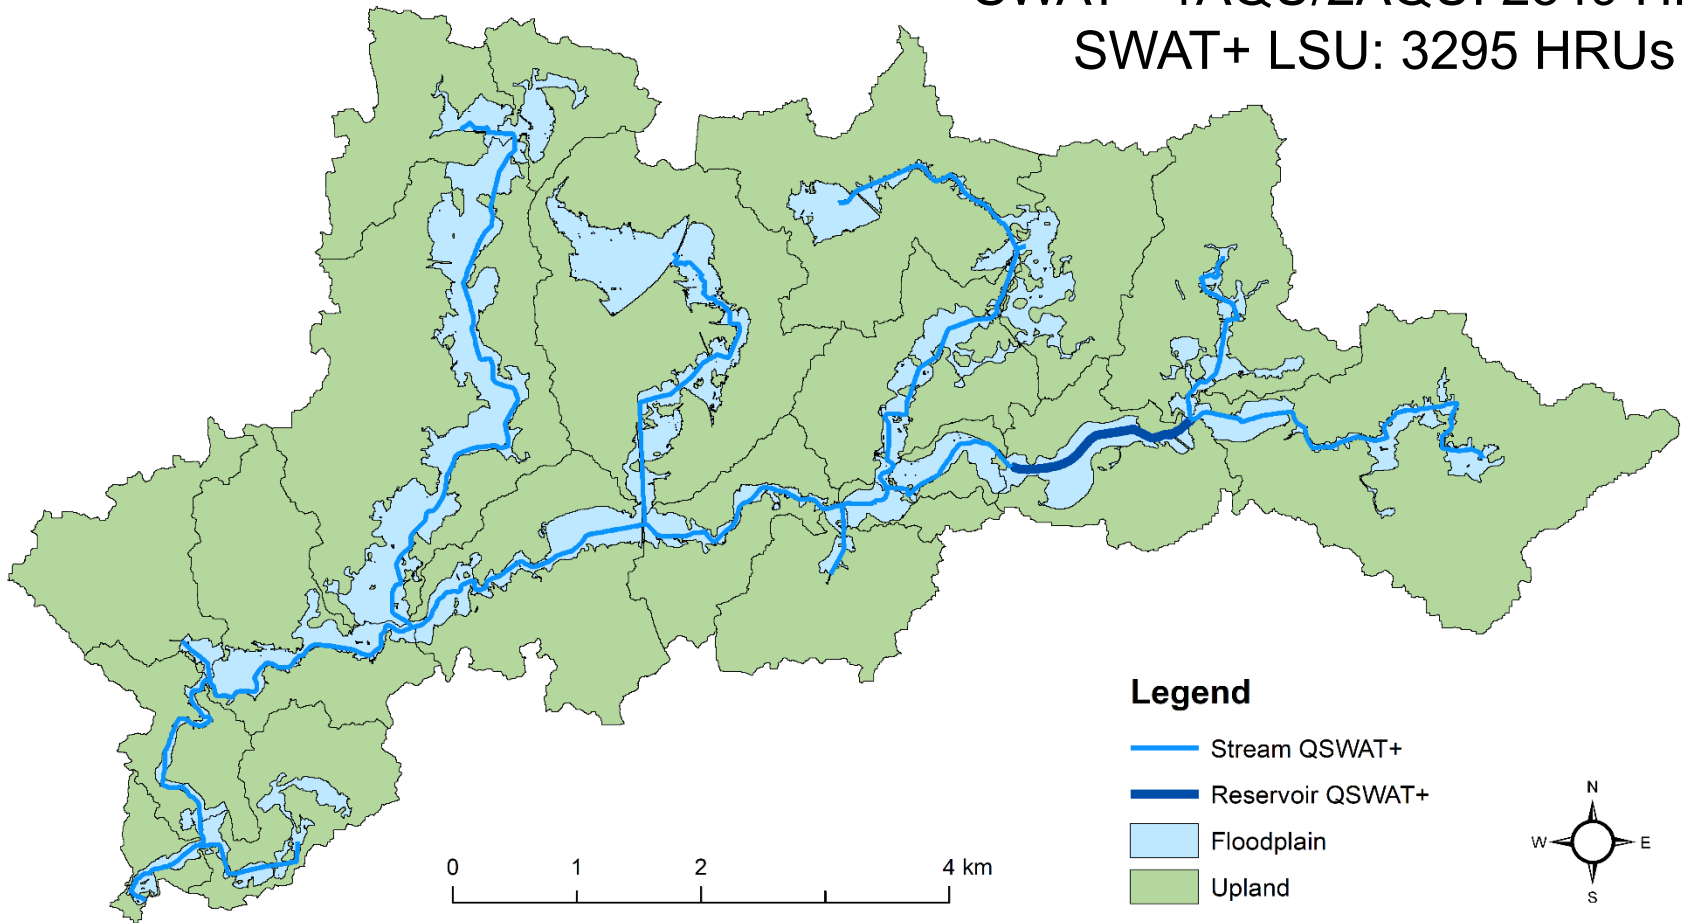 SWAT+ LSU: 3295 HRUs
Legend
Stream QSWAT+
Reservoir QSWAT+
Floodplain
Upland
0 1 2 4 km
N
W E
S